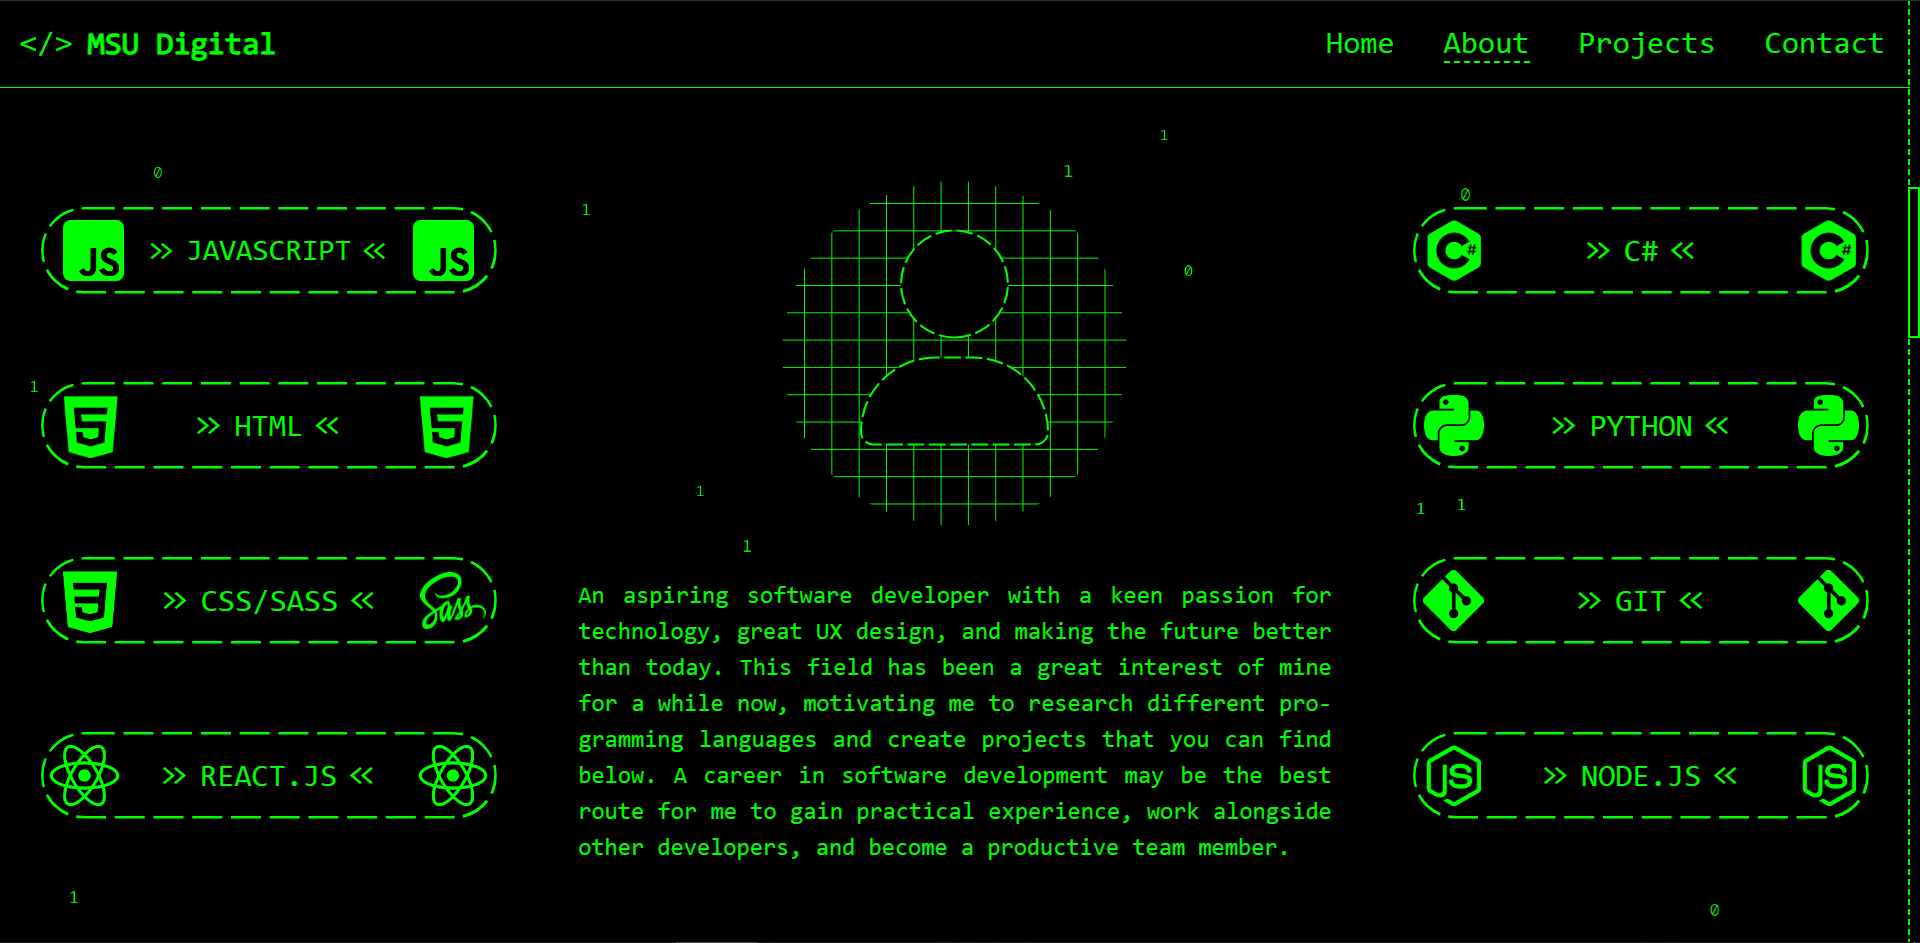 </> MSU Digital
Home About Projects Contact
1
0
1
0
1
0
JS » JAVASCRIPT « JS
C » C# « C
1
» HTML «
» PYTHON «
1
1
1
1
» CSS/SASS « Sass
» GIT «
An aspiring software developer with a keen passion for
technology, great UX design, and making the future better
than today. This field has been a great interest of mine
for a while now, motivating me to research different pro-
gramming languages and create projects that you can find
below. A career in software development may be the best
route for me to gain practical experience, work alongside
other developers, and become a productive team member.
» REACT.JS «
JS » NODE.JS « JS
1
0